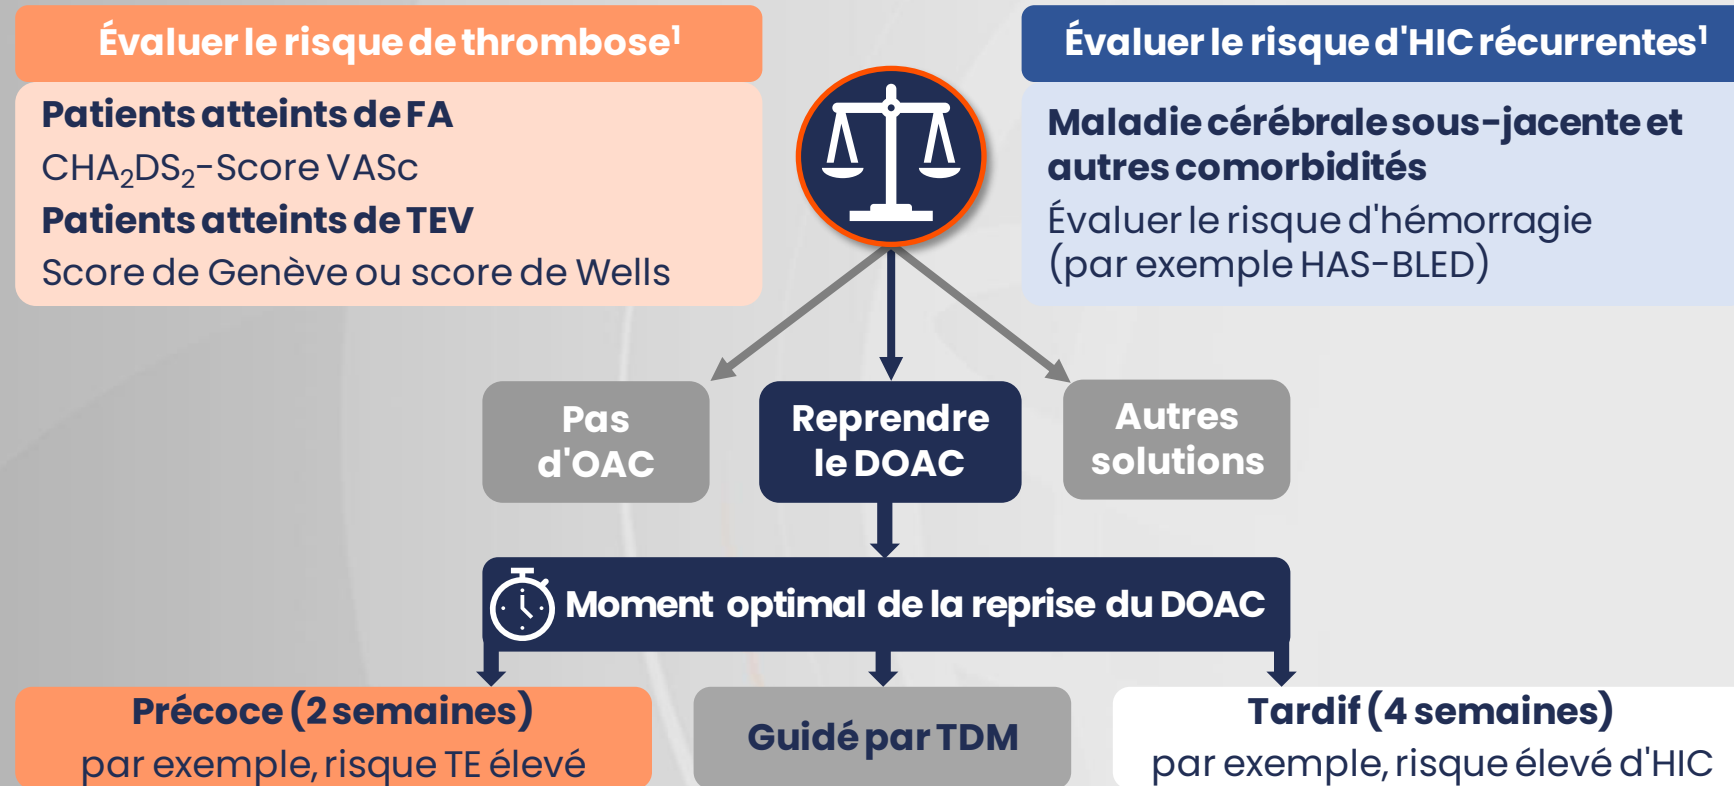 Évaluer le risque de thrombose¹
Patients atteints de FA
CHA₂DS₂-Score VASc
Patients atteints de TEV
Score de Genève ou score de Wells
Évaluer le risque d'HIC récurrentes¹
Maladie cérébrale sous-jacente et
autres comorbidités
Évaluer le risque d'hémorragie
(par exemple HAS-BLED)
Pas
d'OAC
Reprendre
le DOAC
Autres
solutions
Moment optimal de la reprise du DOAC
Précoce (2 semaines)
par exemple, risque TE élevé
Guidé par TDM
Tardif (4 semaines)
par exemple, risque élevé d'HIC